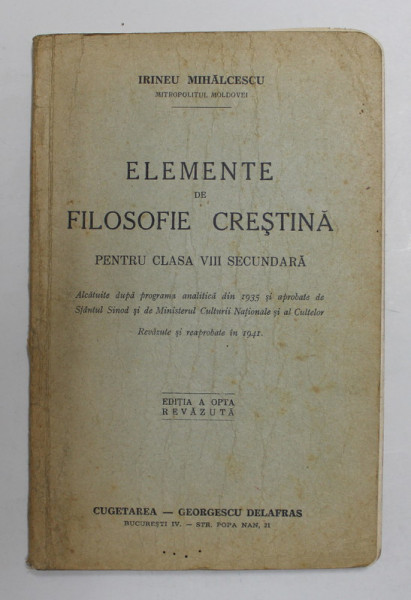 IRINEU MIHĂLCESCU
MITROPOLITUL MOLDOVEI
ELEMENTE
DE
FILOSOFIE CREŞTINĂ
PENTRU CLASA VIII SECUNDARĂ
Alcătuite după programa analitică din 1935 şi aprobate de
Sfântul Sinod şi de Ministerul Culturii Naţionale şi al Cultelor
Revăzute şi reaprobate în 1941.
EDIŢIA A OPTA
REVĂZUTĂ
CUGETAREA — GEORGESCU DELAFRAS
BUCUREŞTI IV. — STR. POPA NAN, 21